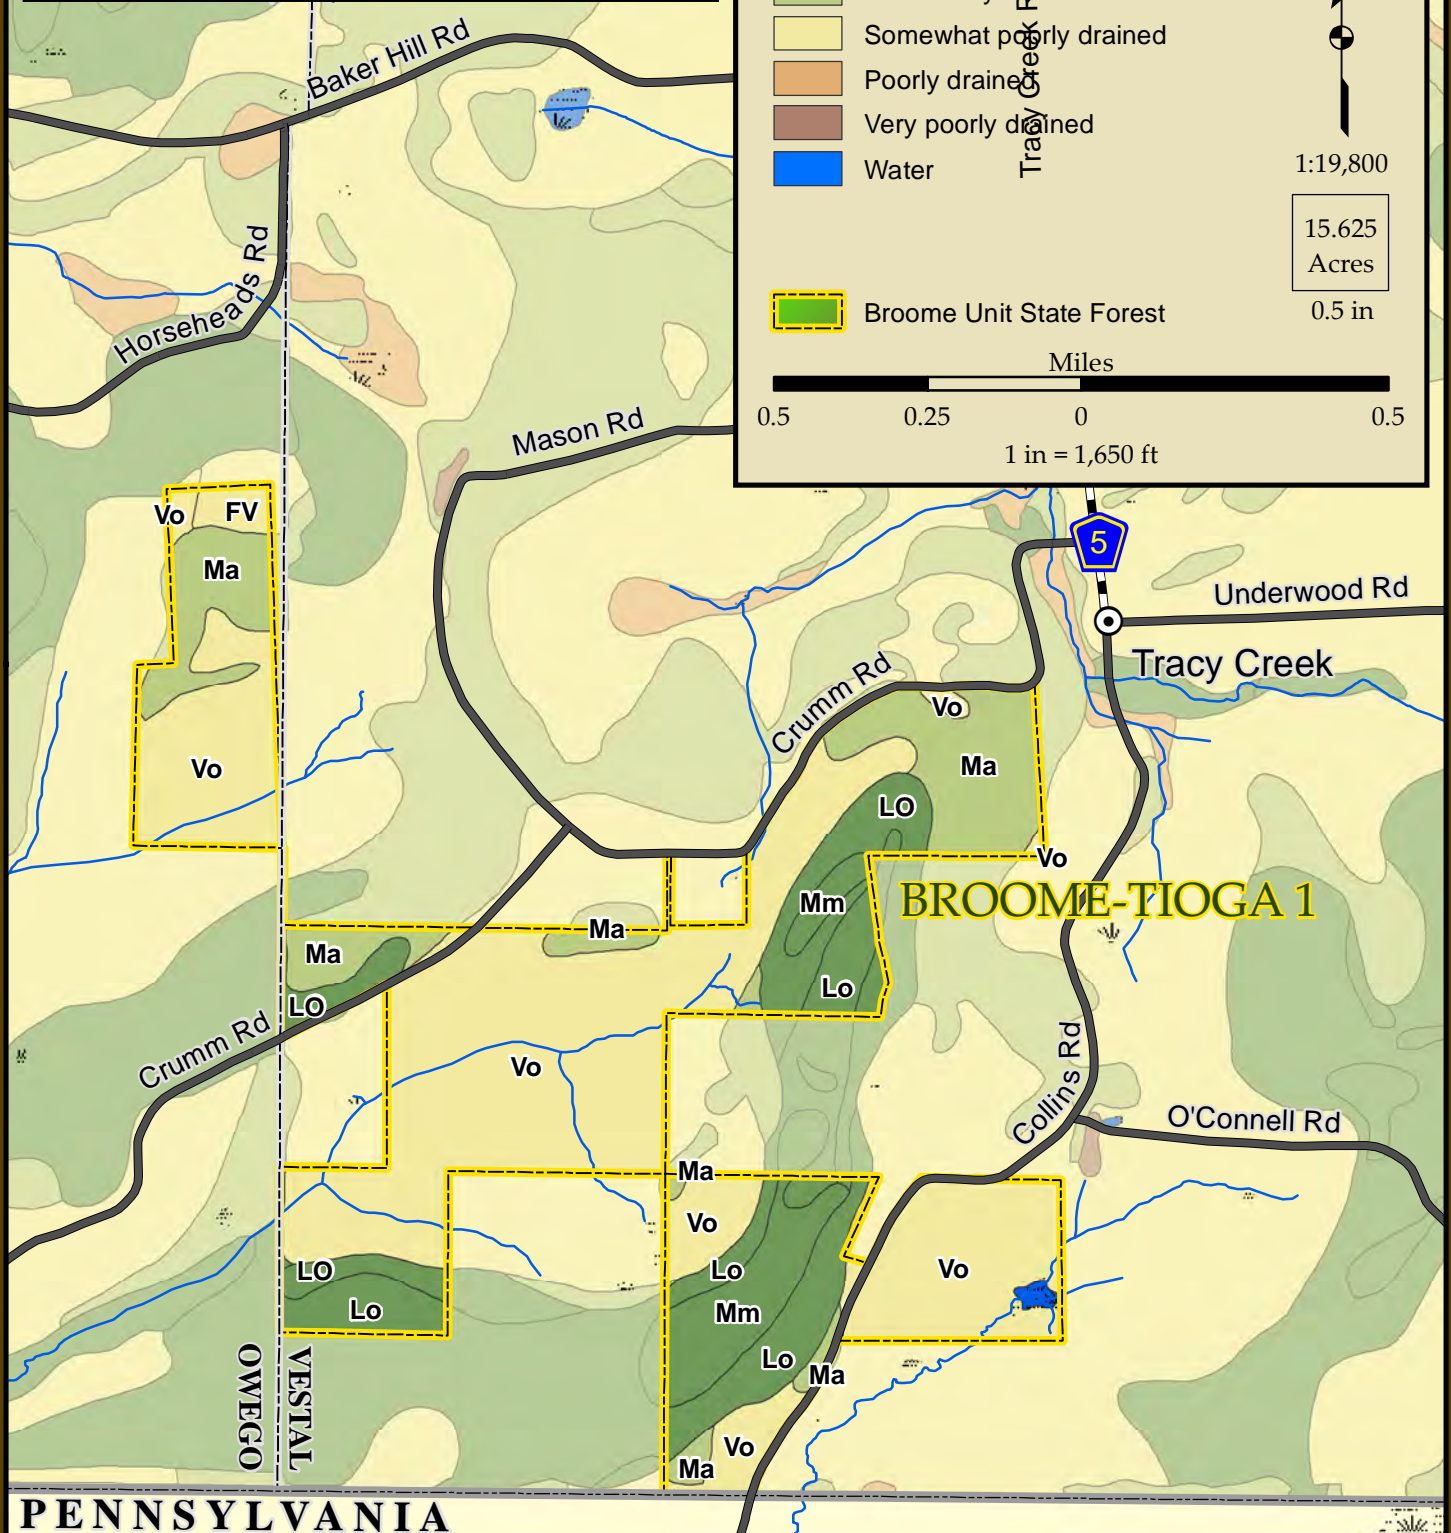 Somewhat poorly drained
Poorly drained
Very poorly drained
Water
Tracy Creek
1:19,800
15.625
Acres
0.5 in
Broome Unit State Forest
Miles
0.5 0.25 0 0.5
1 in = 1,650 ft
Baker Hill Rd
Horseheads Rd
Mason Rd
5
Underwood Rd
Tracy Creek
Crumm Rd
Vo
FV
Ma
Vo
Vo
Ma
LO
Vo
BROOME-TIOGA 1
Mm
Lo
Ma
Ma
LO
Crumm Rd
Vo
Collins Rd
O'Connell Rd
Ma
Vo
Lo
Mm
Lo
Ma
Vo
LO
Lo
Vo
Ma
OWEGO
VESTAL
PENNSYLVANIA